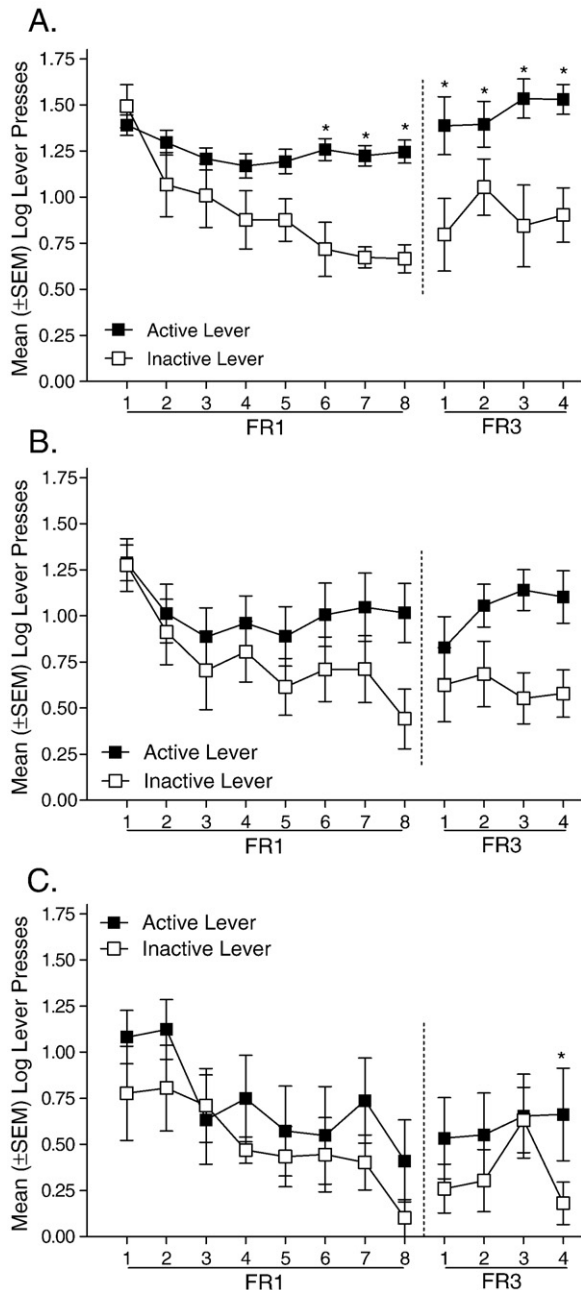 A.
Mean (±SEM) Log Lever Presses
1.75
1.50
1.25
1.00
0.75
0.50
0.25
0.00
* * * * * * *
Active Lever
Inactive Lever
1 2 3 4 5 6 7 8 1 2 3 4
FR1 FR3
B.
Mean (±SEM) Log Lever Presses
1.75
1.50
1.25
1.00
0.75
0.50
0.25
0.00
Active Lever
Inactive Lever
1 2 3 4 5 6 7 8 1 2 3 4
FR1 FR3
C.
Mean (±SEM) Log Lever Presses
1.75
1.50
1.25
1.00
0.75
0.50
0.25
0.00
Active Lever
Inactive Lever
*
1 2 3 4 5 6 7 8 1 2 3 4
FR1 FR3